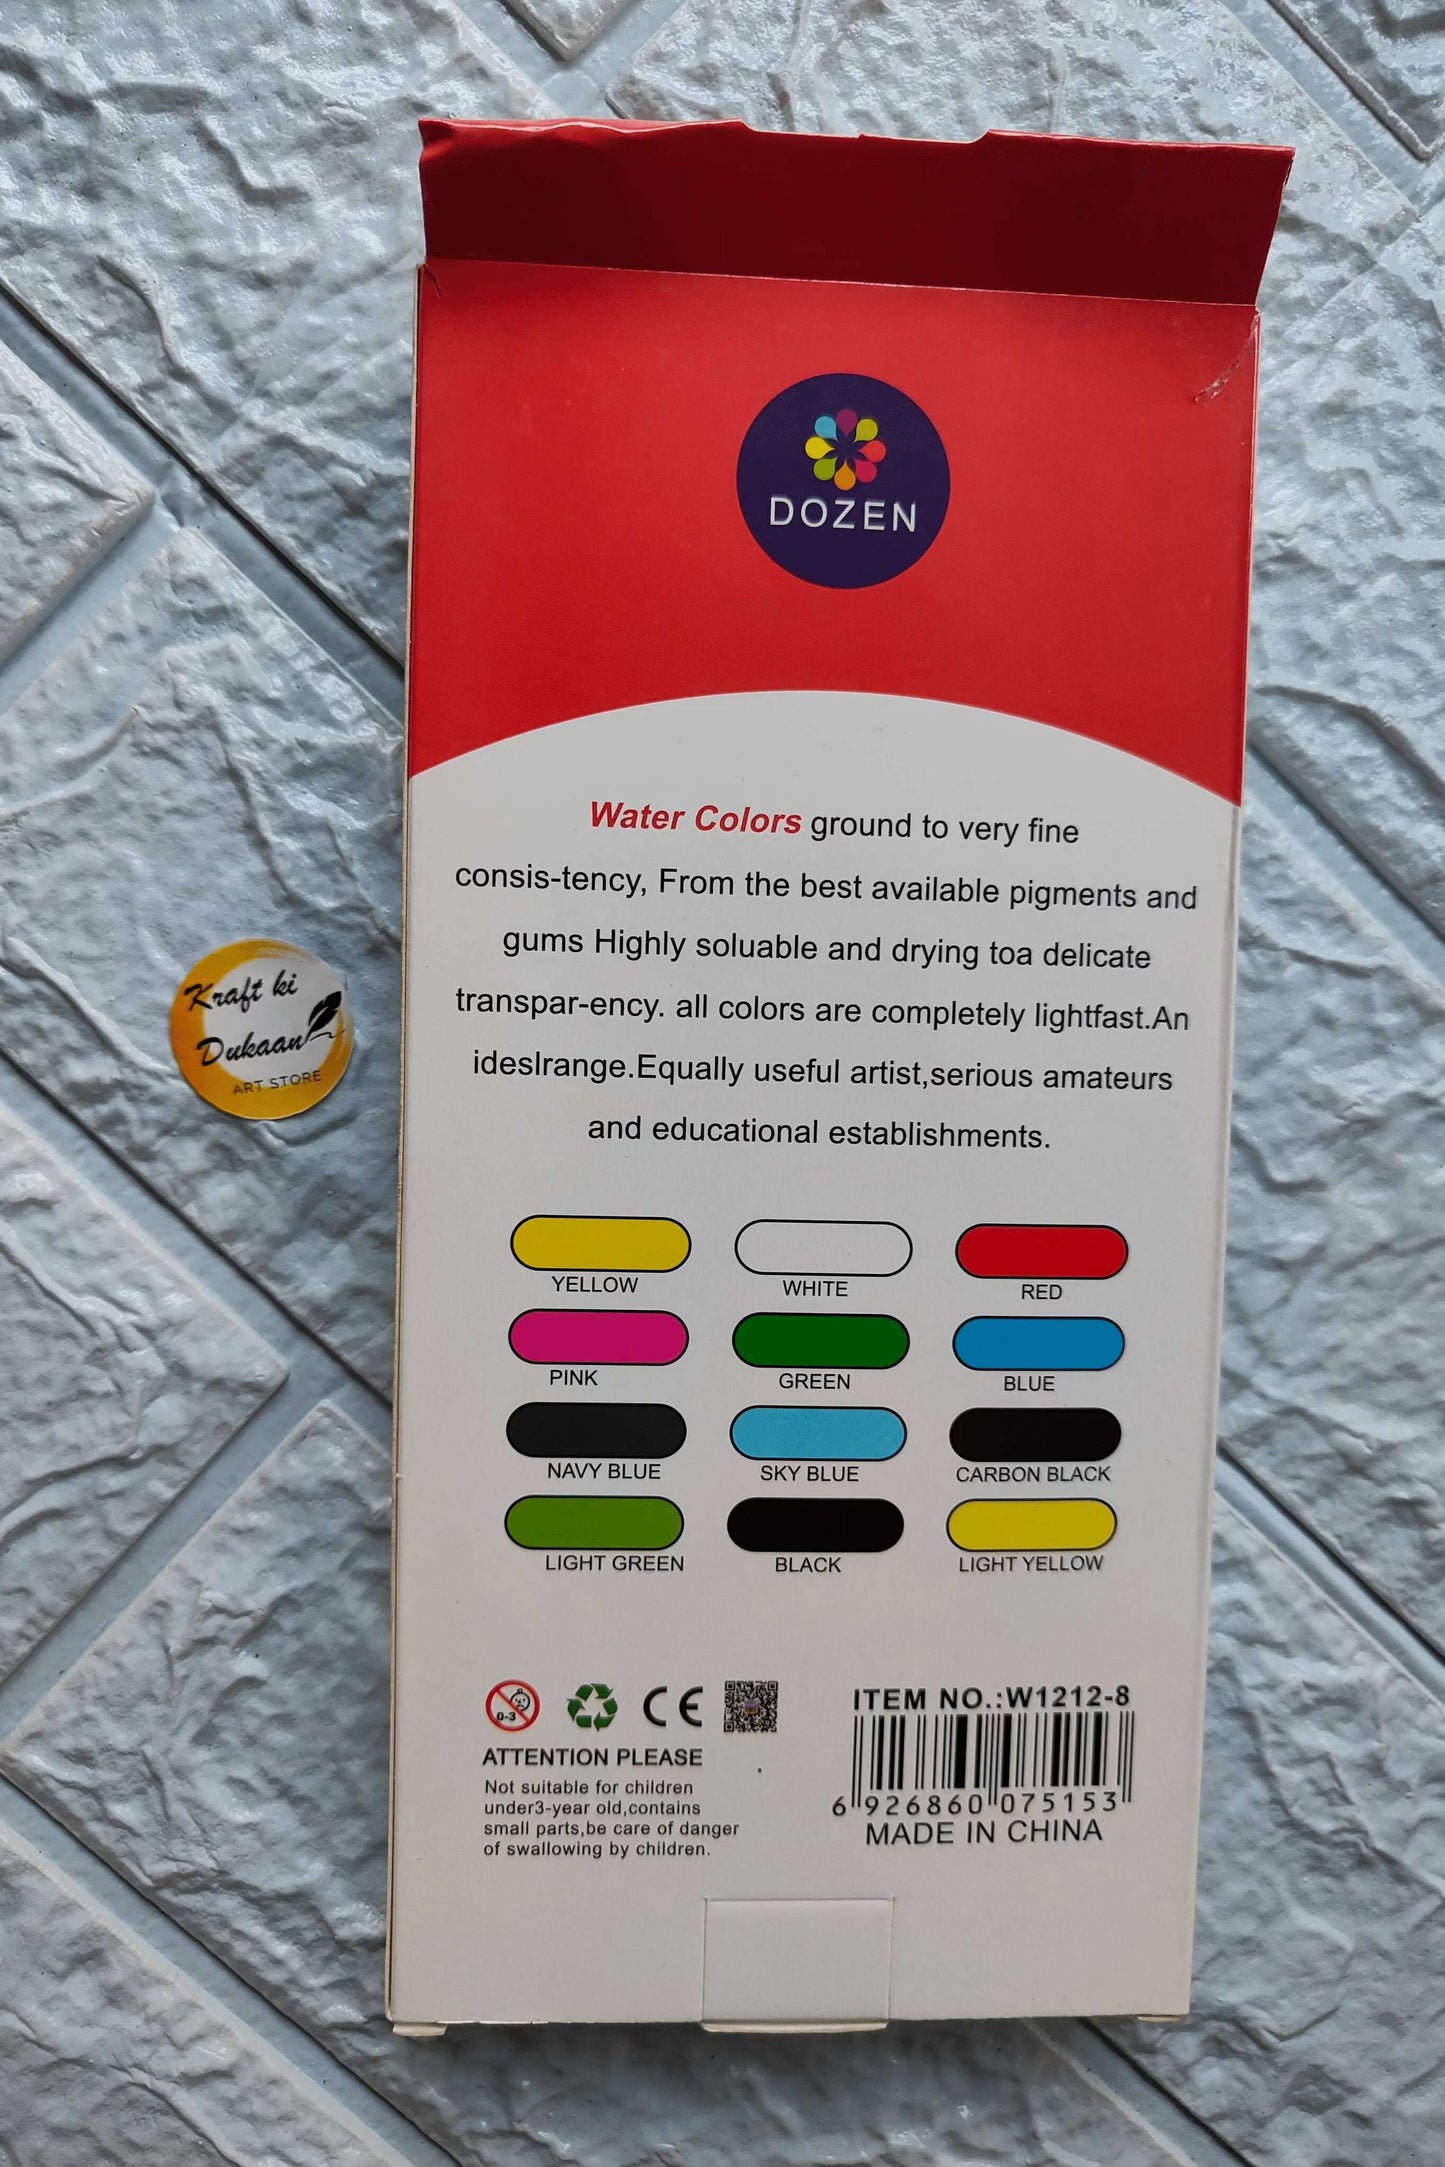 DOZEN
Water Colors ground to very fine
consis-tency, From the best available pigments and
gums Highly soluable and drying toa delicate
transpar-ency. all colors are completely lightfast.An
ideslrange.Equally useful artist,serious amateurs
and educational establishments.
Kraft ki
Dukaan
ART STORE
YELLOW WHITE RED
PINK GREEN BLUE
NAVY BLUE SKY BLUE CARBON BLACK
LIGHT GREEN BLACK LIGHT YELLOW
0-3 CE
ATTENTION PLEASE
Not suitable for children
under3-year old,contains
small parts,be care of danger
of swallowing by children.
ITEM NO.:W1212-8
6 926860 075153
MADE IN CHINA